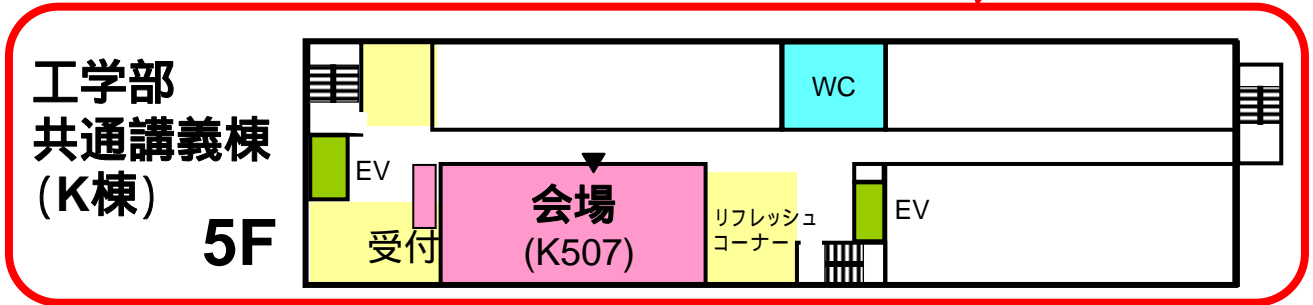 工学部
共通講義棟
(K棟)
5F
EV
受付
会場
(K507)
WC
リフレッシュ
コーナー
EV